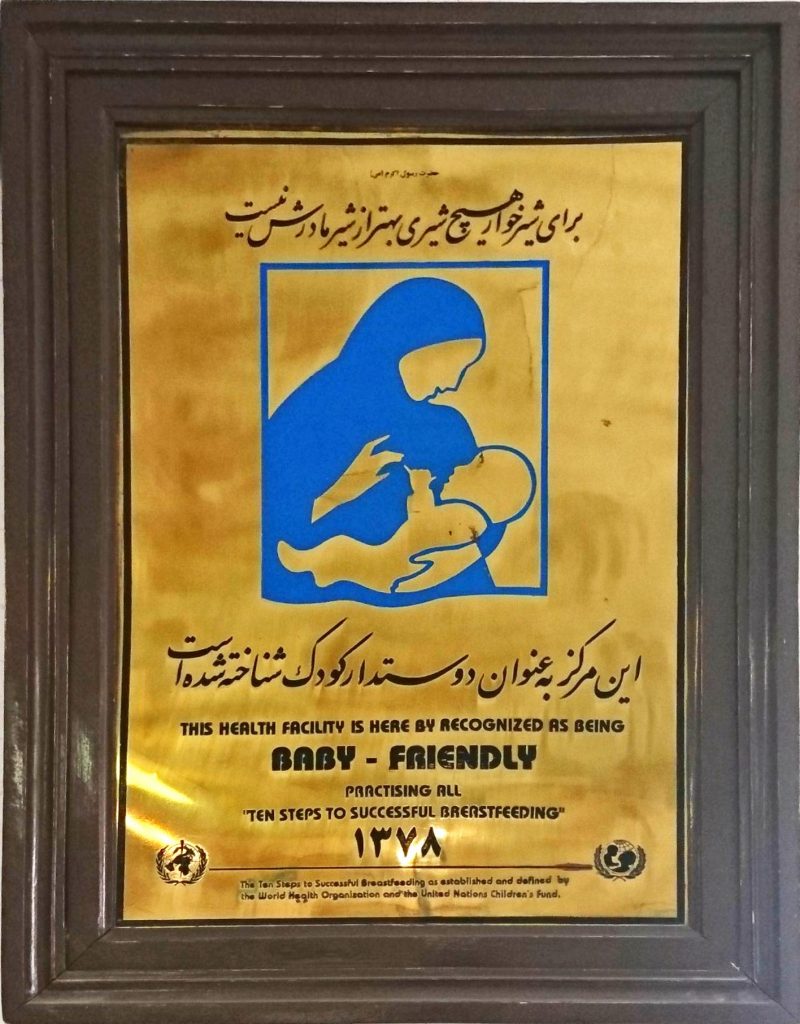 حضرت رسول اکرم (ص)
برای شیرخوار هیچ شیری بهتر از شیر مادرش نیست
این مرکز به عنوان دوستدار کودک شناخته شده است
THIS HEALTH FACILITY IS HERE BY RECOGNIZED AS BEING
BABY - FRIENDLY
PRACTISING ALL
"TEN STEPS TO SUCCESSFUL BREASTFEEDING"
۱۳۷۸
The Ten Steps to Successful Breastfeeding as established and defined by
the World Health Organization and the United Nations Children's Fund.